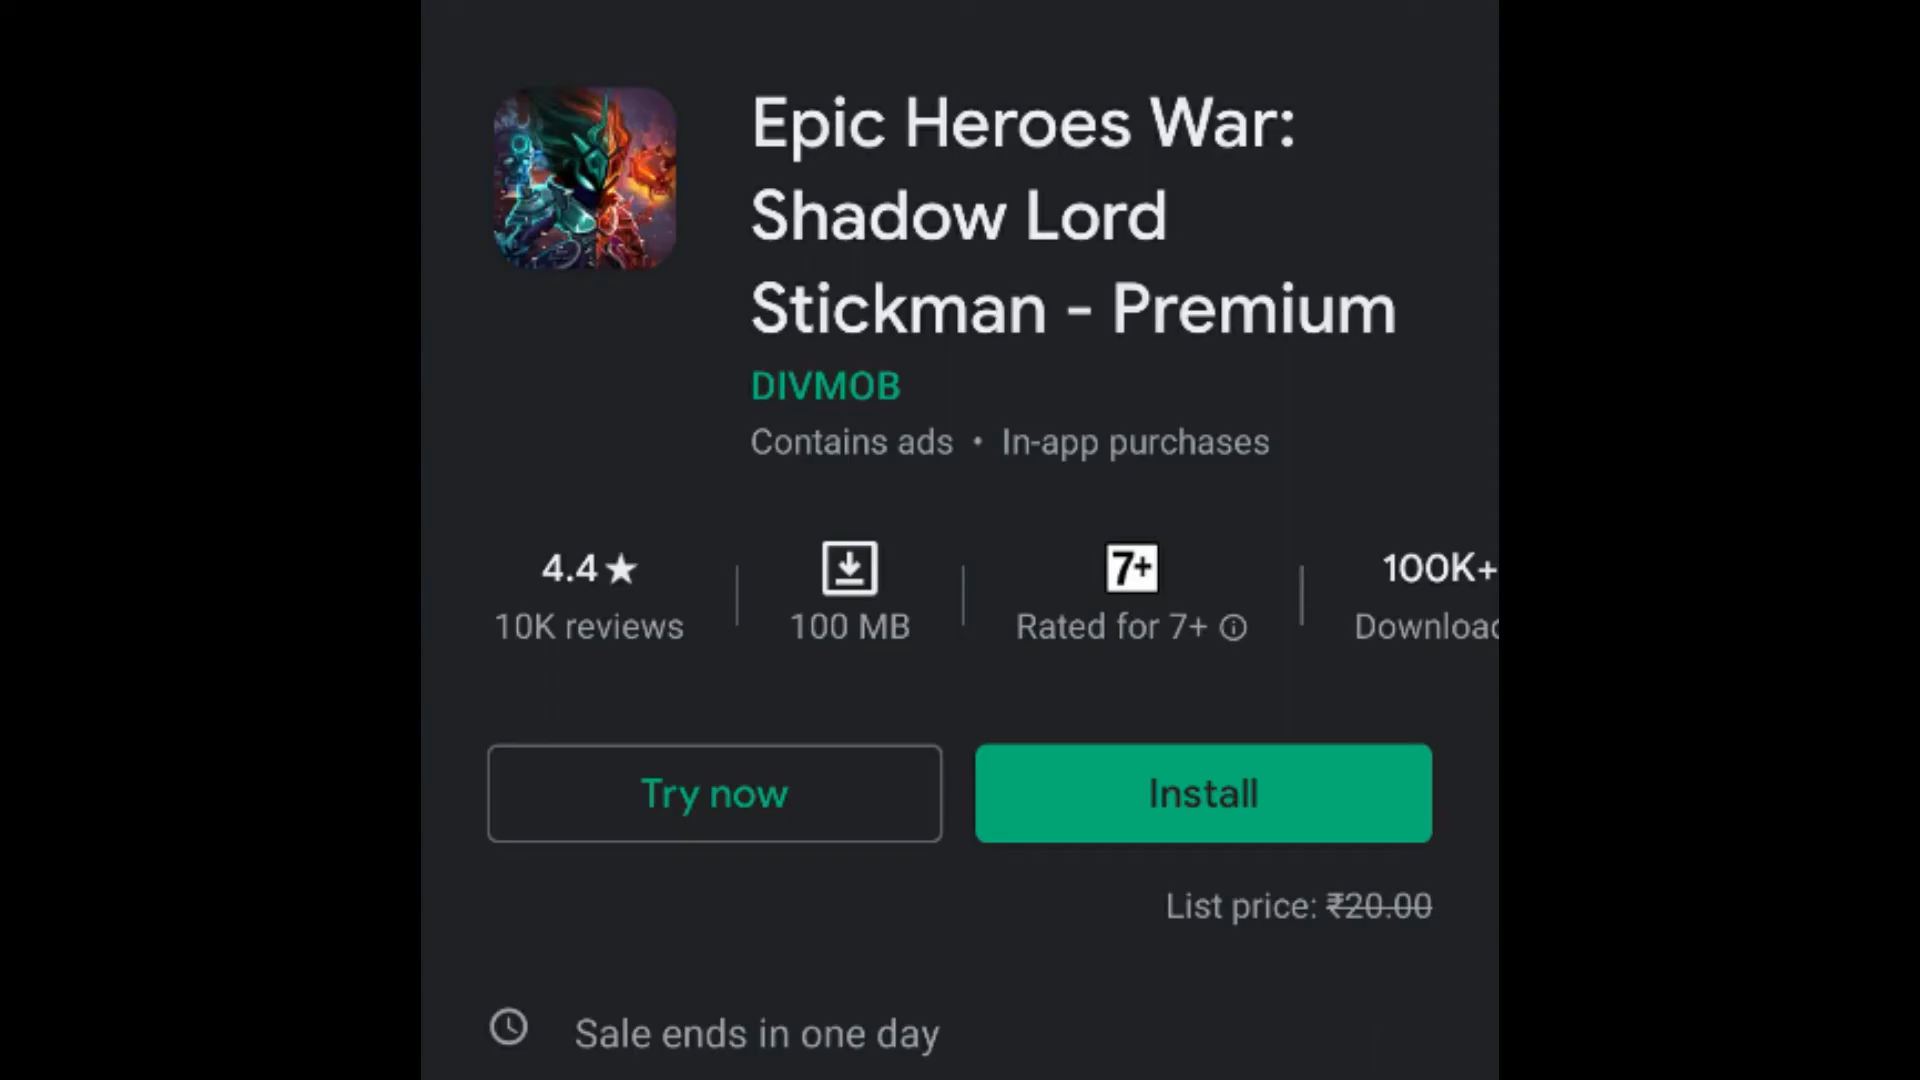 Epic Heroes War:
Shadow Lord
Stickman - Premium
DIVMOB
Contains ads • In-app purchases
4.4★ 7+ 100K+
10K reviews 100 MB Rated for 7+ Downloa
Try now Install
List price: ₹20.00
Sale ends in one day